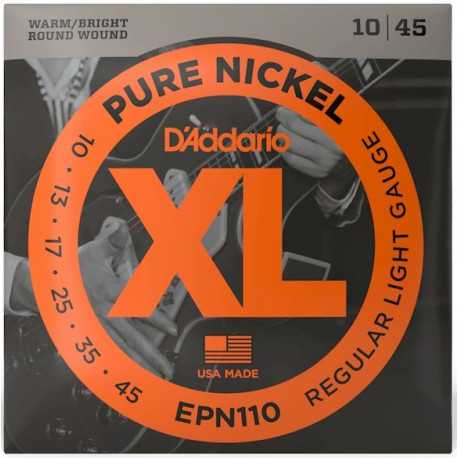 WARM/BRIGHT
ROUND WOUND
10|45
PURE NICKEL
D'Addario
XL
10 • 13 • 17 • 25 • 35 • 45
REGULAR LIGHT GAUGE
USA MADE
EPN110